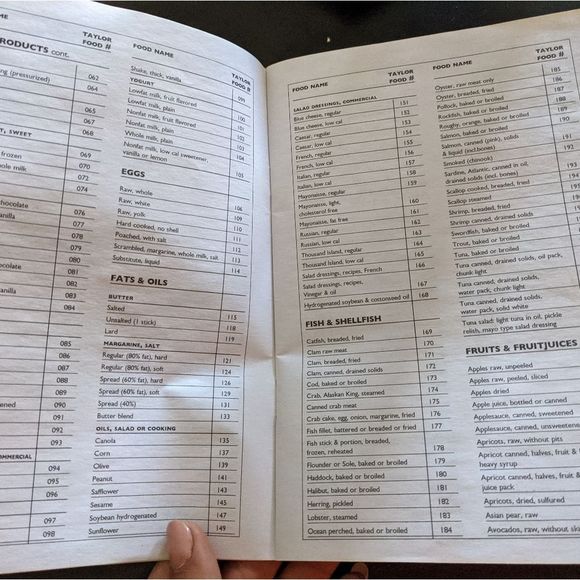 NAME
TAYLOR
FOOD #
PRODUCTS cont.
(pressurized) 062
064
065
067
, SWEET 068
frozen 069
070
072
074
chocolate 076
vanilla 077
078
079
080
chocolate 081
082
vanilla 083
084
085
086
087
088
089
090
091
092
093
094
095
096
097
098
FOOD NAME
TAYLOR
FOOD #
Shake, thick, vanilla
YOGURT 091
Lowfat milk, fruit flavored
Lowfat milk, plain 100
Nonfat milk, fruit flavored 101
Nonfat milk, plain 102
Whole milk, plain 103
Nonfat milk, low cal sweetener, 104
vanilla or lemon 105
EGGS
Raw, whole
Raw, white 106
Raw, yolk 109
Hard cooked, no shell 110
Poached, with salt 111
Scrambled, margarine, whole milk, salt 112
Substitute, liquid 113
114
FATS & OILS
BUTTER
Salted 115
Unsalted (1 stick) 118
Lard 119
MARGARINE, SALT
Regular (80% fat), hard 121
Regular (80% fat), soft 124
Spread (60% fat), hard 126
Spread (60% fat), soft 129
Spread (40%) 131
Butter blend 133
OILS, SALAD OR COOKING
Canola 135
Corn 137
Olive 139
Peanut 141
Safflower 143
Sesame 145
Soybean hydrogenated 147
Sunflower 149
FOOD NAME
TAYLOR
FOOD #
SALAD DRESSINGS, COMMERCIAL
Blue cheese, regular 151
Blue cheese, low cal 152
Caesar, regular 153
Caesar, low cal 154
French, regular 155
French, low cal 156
Italian, regular 157
Italian, low cal 158
Mayonnaise, regular 159
Mayonnaise, light,
cholesterol free 160
Mayonnaise, fat free 161
Russian, regular 162
Russian, low cal 163
Thousand Island, regular 164
Thousand Island, low cal 165
Salad dressings, recipes, French 166
Salad dressings, recipes,
Vinegar & oil 167
Hydrogenated soybean & cottonseed oil 168
FISH & SHELLFISH
Catfish, breaded, fried 169
Clam raw meat 170
Clam, breaded, fried 171
Clam, canned, drained solids 172
Cod, baked or broiled 173
Crab, Alaskan King, steamed 174
Canned crab meat 175
Crab cake, egg, onion, margarine, fried 176
Fish fillet, battered or breaded or fried 177
Fish stick & portion, breaded,
frozen, reheated 178
Flounder or Sole, baked or broiled 179
Haddock, baked or broiled 180
Halibut, baked or broiled 181
Herring, pickled 182
Lobster, steamed 183
Ocean perched, baked or broiled 184
FOOD NAME
TAYLOR
FOOD #
Oyster, raw meat only 185
Oyster, breaded, fried 186
Pollock, baked or broiled 187
Rockfish, baked or broiled 188
Roughy, orange, baked or broiled 189
Salmon, baked or broiled 190
Salmon, canned (pink), solids
& liquid (incl.bones) 191
Smoked (chinook) 192
Sardine, Atlantic, canned in oil,
drained solids (incl. bones) 193
Scallop cooked, breaded, fried
Scallop steamed
Shrimp, breaded, fried
Shrimp canned, drained solids
Swordfish, baked or broiled
Trout, baked or broiled
Tuna canned, drained solids, oil pack,
chunk light
Tuna canned, drained solids,
water pack, chunk light
Tuna canned, drained solids,
water pack, solid white
Tuna salad: light tuna in oil, pickle
relish, mayo type salad dressing
FRUITS & FRUITJUICES
Apples raw, unpeeled
Apples raw, peeled, sliced
Apples dried
Apple juice, bottled or canned
Applesauce, canned, sweetened
Applesauce, canned, unsweetened
Apricots, raw, without pits
Apricot, canned, halves, fruit &
heavy syrup
Apricot canned, halves, fruit &
juice pack
Apricots, dried, sulfured
Asian pear, raw
Avocados, raw, without